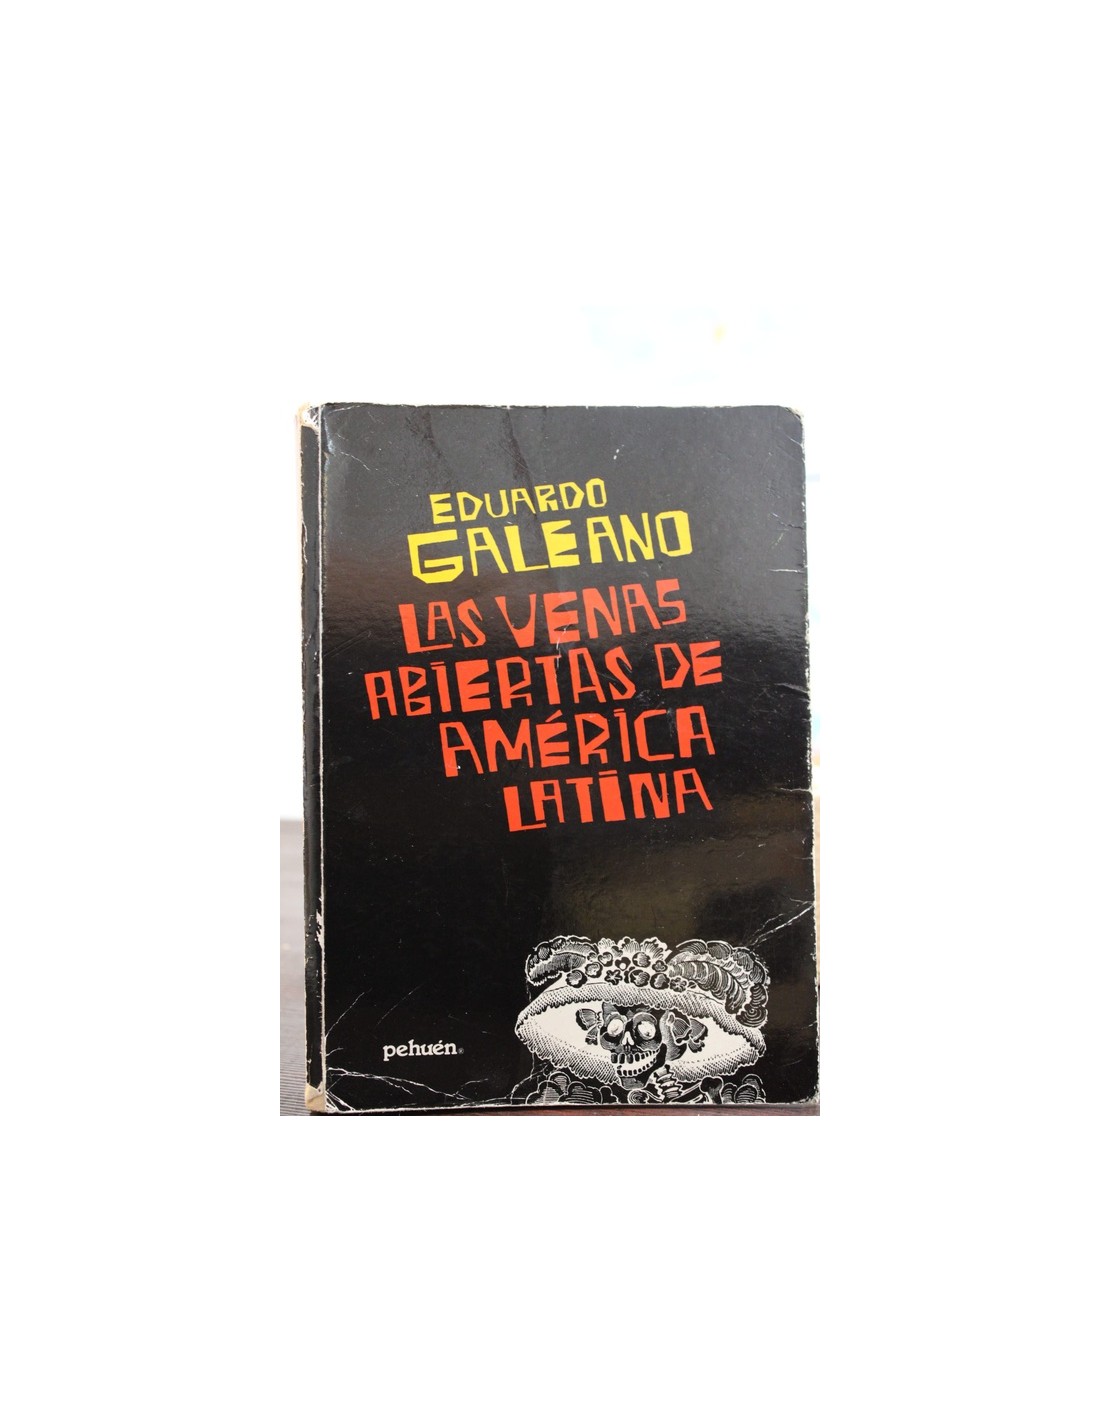 EDUARDO
GALEANO
LAS VENAS
ABIERTAS DE
AMÉRICA
LATINA
pehuén®